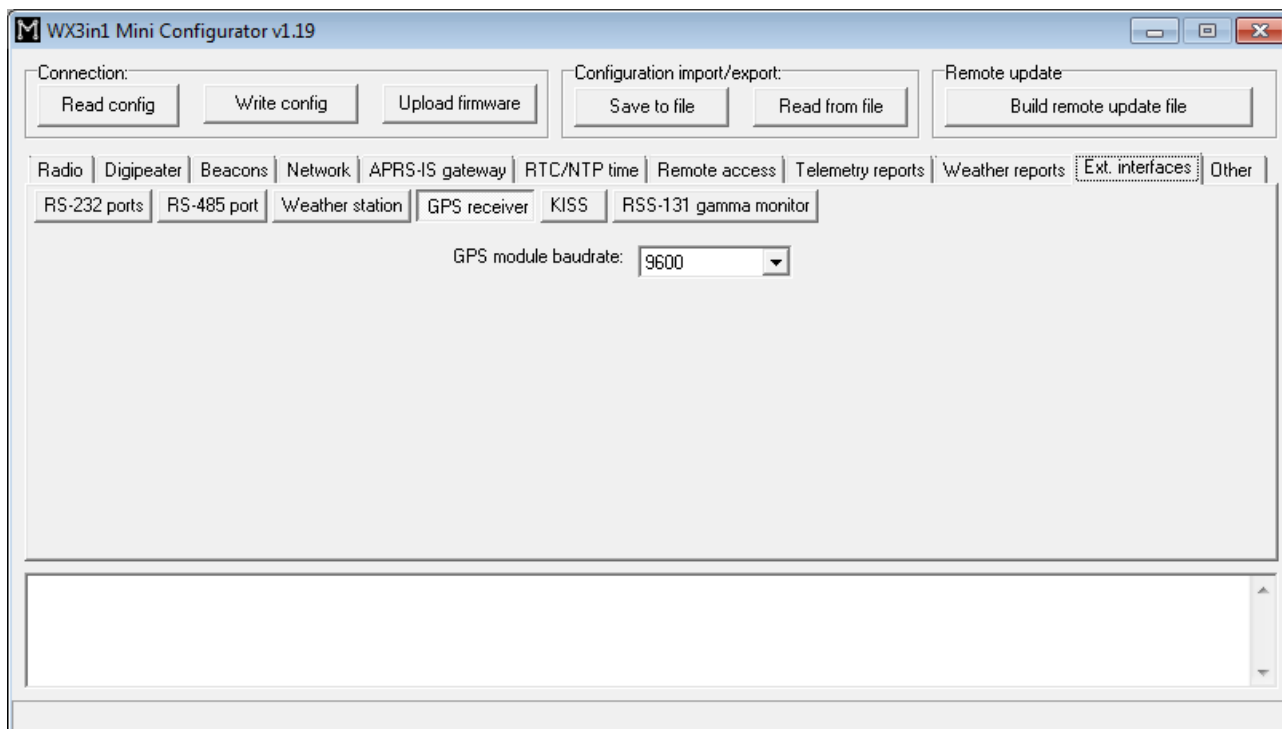 WX3in1 Mini Configurator v1.19
Connection: Configuration import/export: Remote update
Read config Write config Upload firmware Save to file Read from file Build remote update file
Radio Digipeater Beacons Network APRS-IS gateway RTC/NTP time Remote access Telemetry reports Weather reports Ext. interfaces Other
RS-232 ports RS-485 port Weather station GPS receiver KISS RSS-131 gamma monitor
GPS module baudrate: 9600